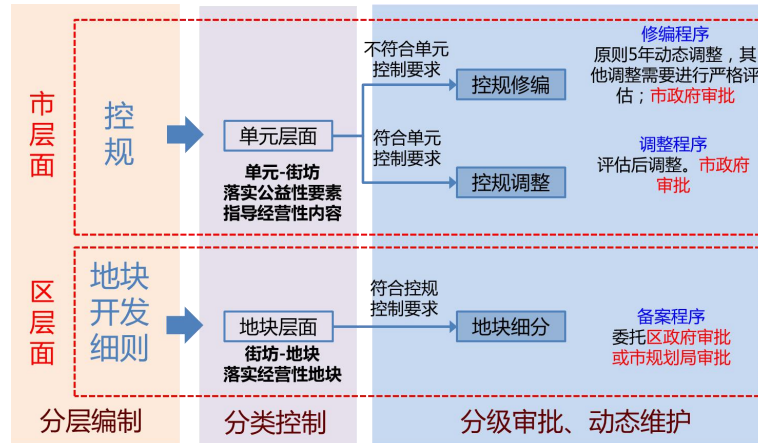 市层面
控规
单元层面
单元-街坊
落实公益性要素
指导经营性内容
不符合单元
控制要求
控规修编
修编程序
原则5年动态调整，其
他调整需要进行严格评
估；市政府审批
符合单元
控制要求
控规调整
调整程序
评估后调整。市政府
审批
区层面
地块
开发
细则
地块层面
街坊-地块
落实经营性地块
符合控规
控制要求
地块细分
备案程序
委托区政府审批
或市规划局审批
分层编制
分类控制
分级审批、动态维护